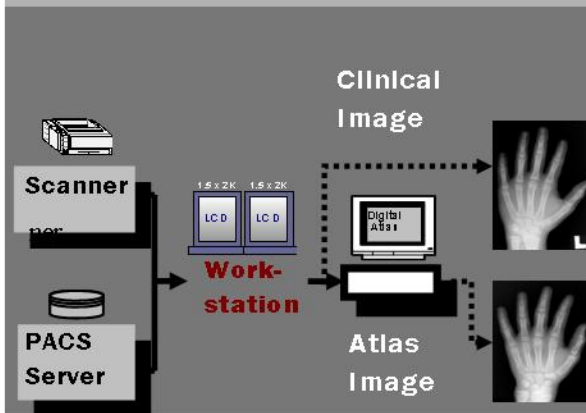 Clinical
Image
Scanner
ner
1.5 x 2K 1.5 x 2K
LCD LCD
Digital
Atlas
Work-
station
PACS
Server
Atlas
Image
L